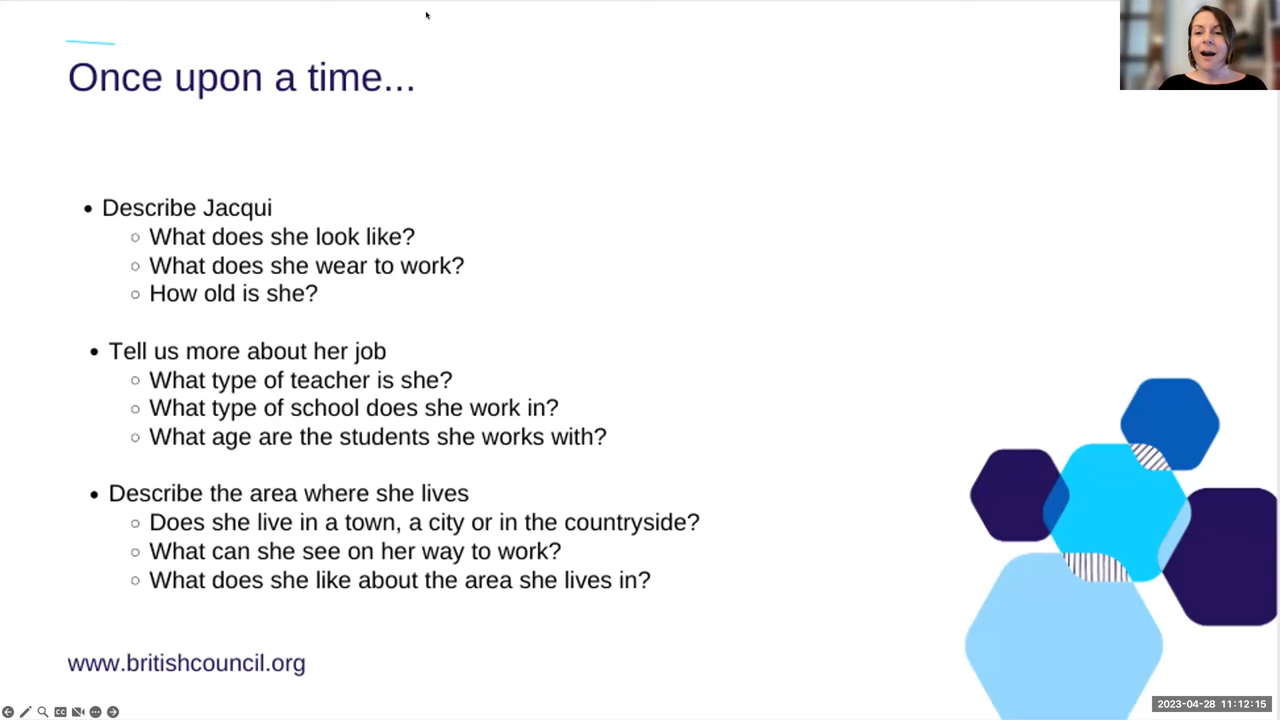 Once upon a time...
• Describe Jacqui
○ What does she look like?
○ What does she wear to work?
○ How old is she?
• Tell us more about her job
○ What type of teacher is she?
○ What type of school does she work in?
○ What age are the students she works with?
• Describe the area where she lives
○ Does she live in a town, a city or in the countryside?
○ What can she see on her way to work?
○ What does she like about the area she lives in?
www.britishcouncil.org
CC
2023-04-28 11:12:15